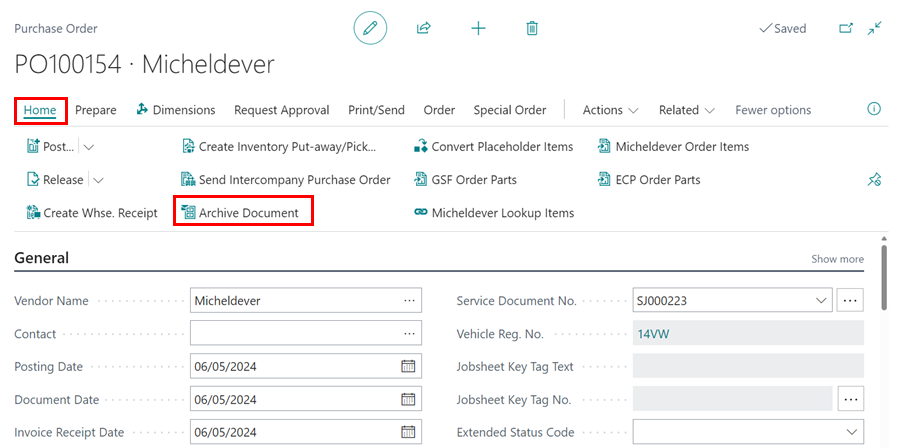 Purchase Order
Saved
PO100154 · Micheldever
Home Prepare Dimensions Request Approval Print/Send Order Special Order Actions Related Fewer options
Post... Create Inventory Put-away/Pick... Convert Placeholder Items Micheldever Order Items
Release Send Intercompany Purchase Order GSF Order Parts ECP Order Parts
Create Whse. Receipt Archive Document Micheldever Lookup Items
General Show more
Vendor Name Micheldever Service Document No. SJ000223
Contact Vehicle Reg. No. 14VW
Posting Date 06/05/2024 Jobsheet Key Tag Text
Document Date 06/05/2024 Jobsheet Key Tag No.
Invoice Receipt Date 06/05/2024 Extended Status Code